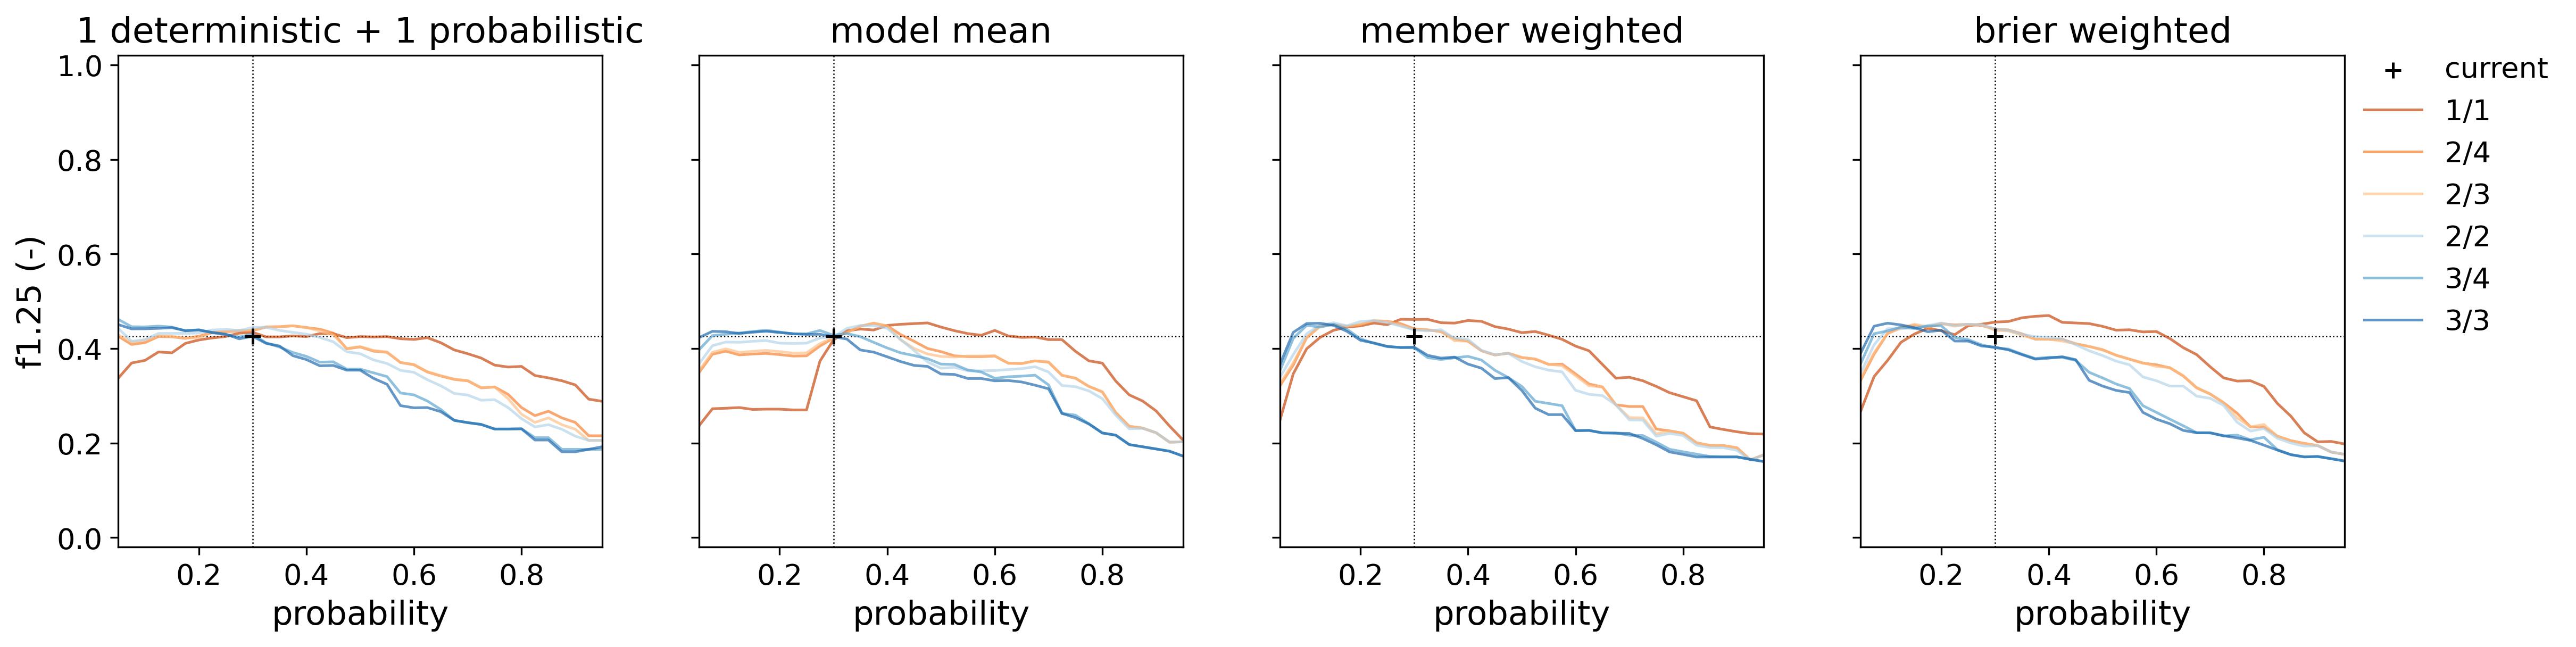 1 deterministic + 1 probabilistic
model mean
member weighted
brier weighted
f1.25 (-)
1.0
0.8
0.6
0.4
0.2
0.0
0.2 0.4 0.6 0.8
0.2 0.4 0.6 0.8
0.2 0.4 0.6 0.8
0.2 0.4 0.6 0.8
probability
probability
probability
probability
+ current
1/1
2/4
2/3
2/2
3/4
3/3